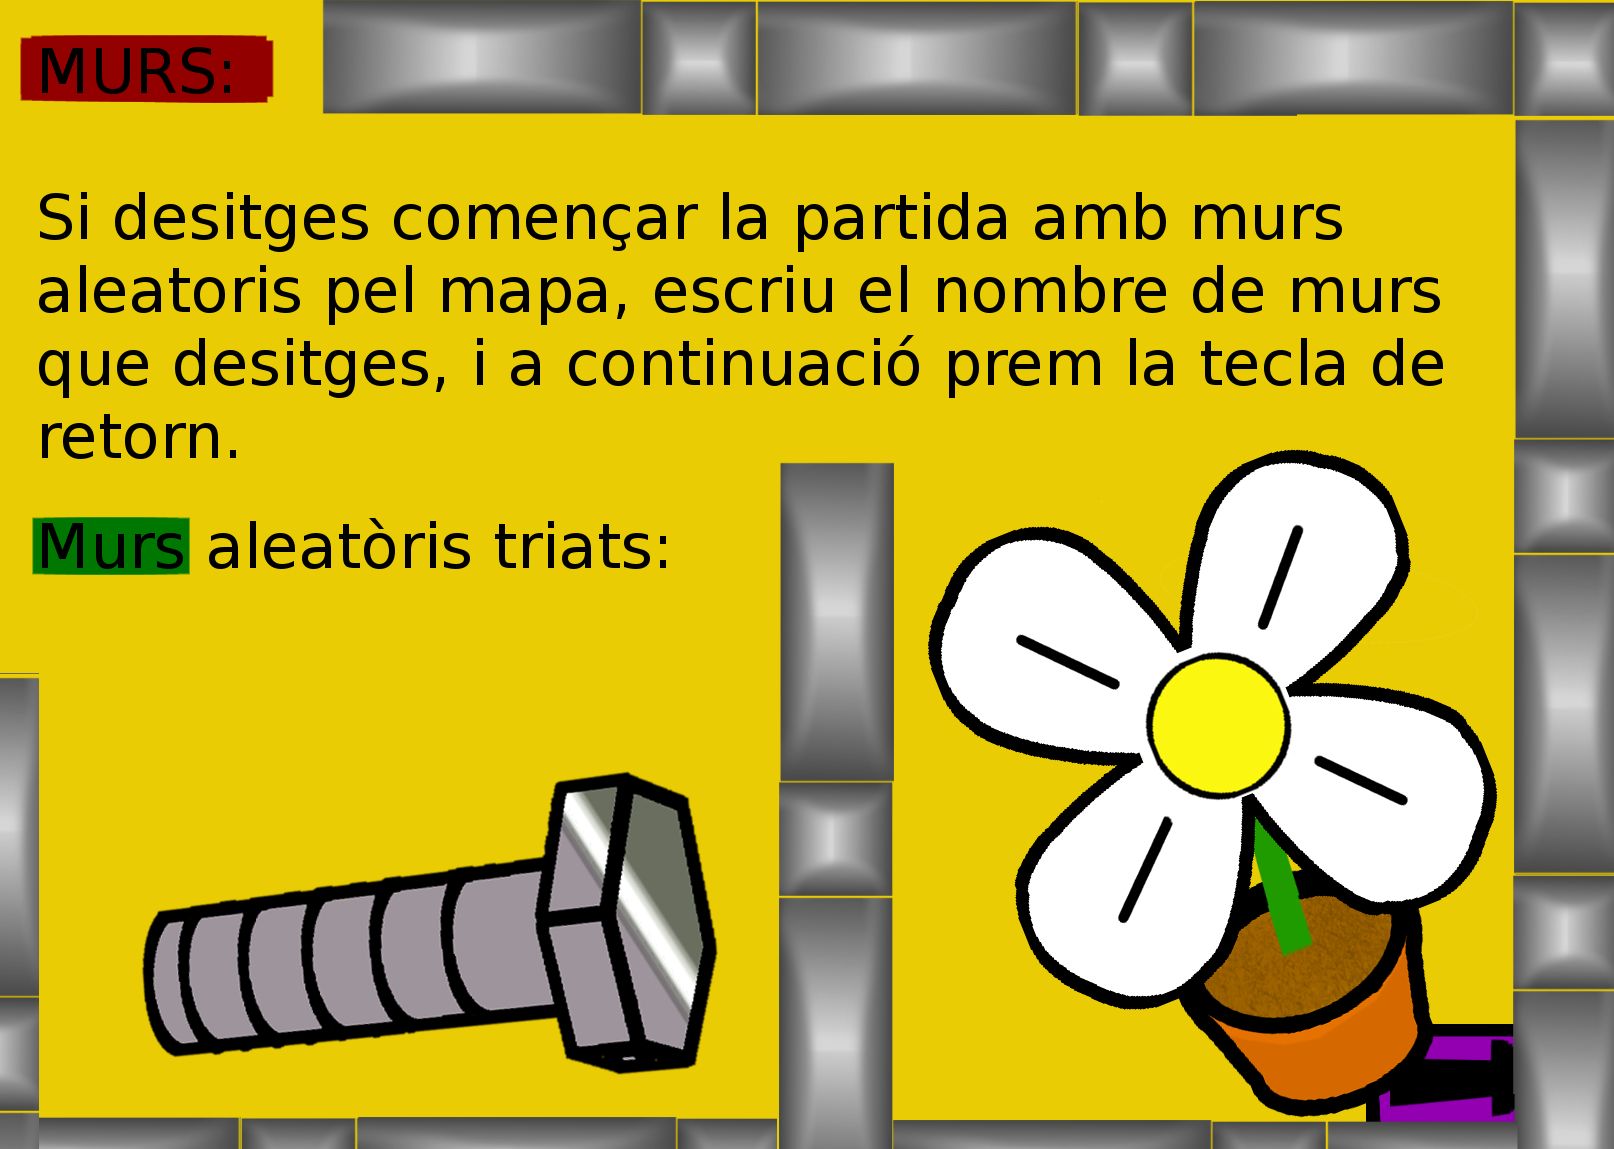 MURS:
Si desitges començar la partida amb murs
aleatoris pel mapa, escriu el nombre de murs
que desitges, i a continuació prem la tecla de
retorn.
Murs aleatòris triats: